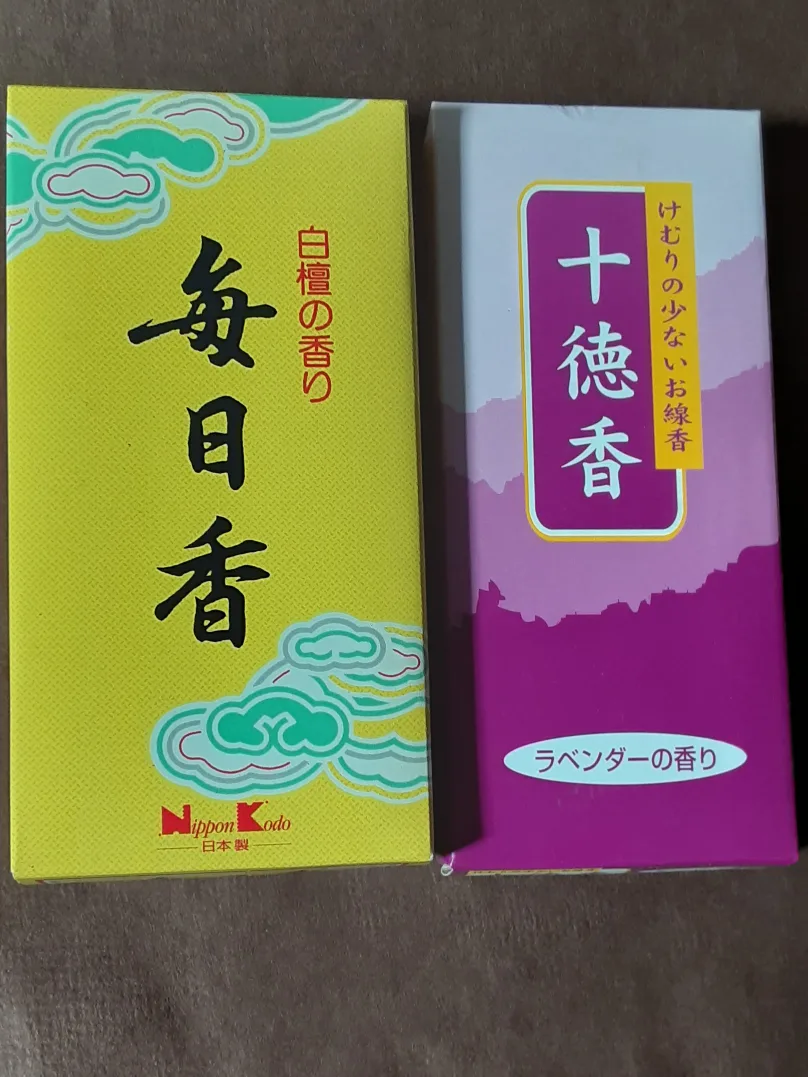 白檀の香り
毎日香
Nippon Kodo
日本製
けむりの少ないお線香
十徳香
ラベンダーの香り